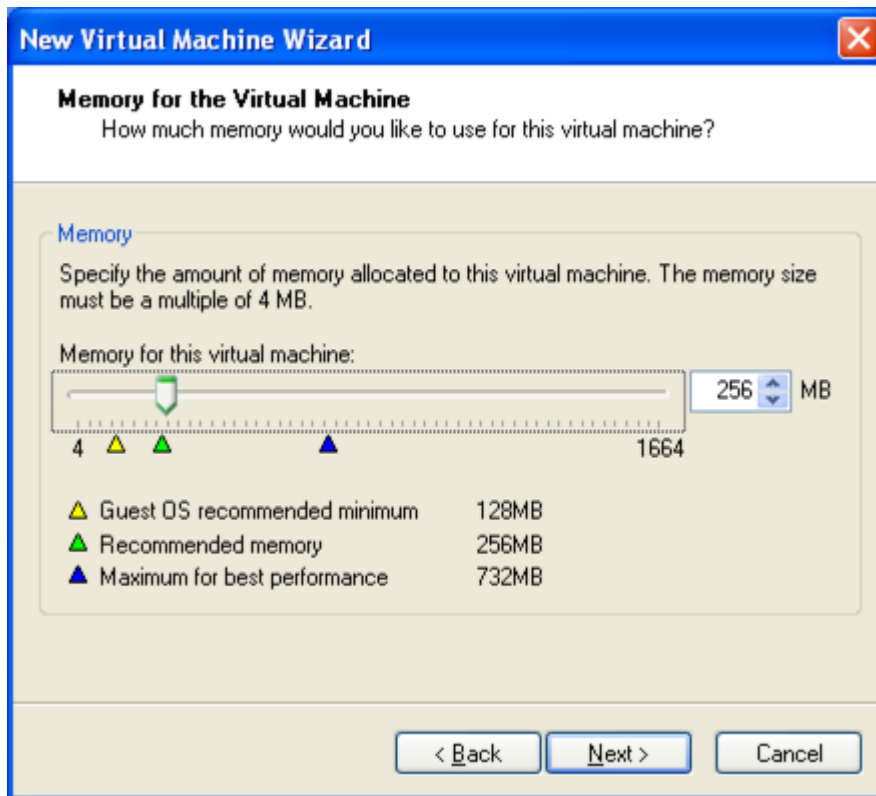 New Virtual Machine Wizard
Memory for the Virtual Machine
How much memory would you like to use for this virtual machine?
Memory
Specify the amount of memory allocated to this virtual machine. The memory size
must be a multiple of 4 MB.
Memory for this virtual machine:
256 MB
4 1664
Guest OS recommended minimum 128MB
Recommended memory 256MB
Maximum for best performance 732MB
< Back Next > Cancel